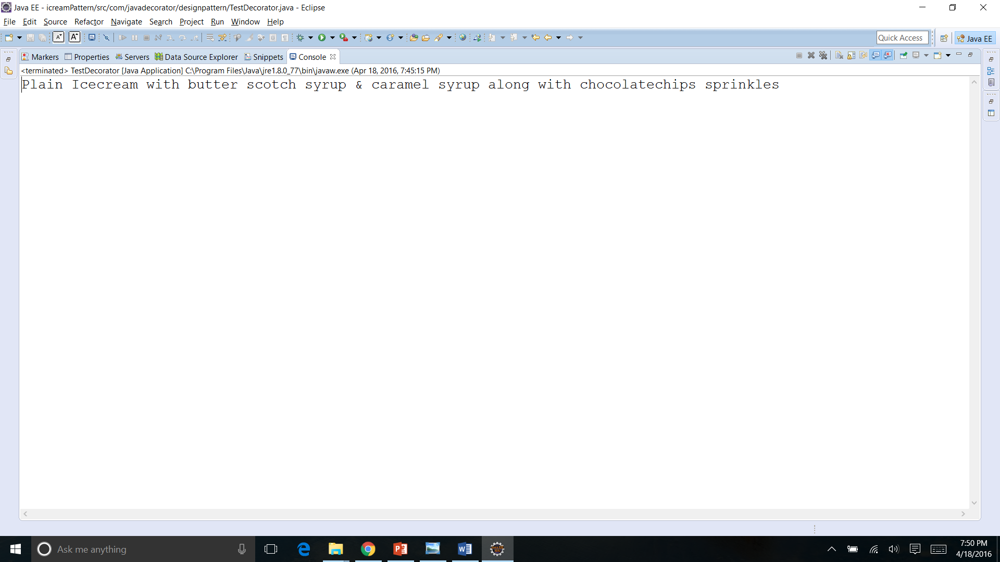 Java EE - icreamPattern/src/com/javadecorator/designpattern/TestDecorator.java - Eclipse
File Edit Source Refactor Navigate Search Project Run Window Help
Quick Access
Java EE
Markers Properties Servers Data Source Explorer Snippets Console
<terminated> TestDecorator [Java Application] C:\Program Files\Java\jre1.8.0_77\bin\javaw.exe (Apr 18, 2016, 7:45:15 PM)
Plain Icecream with butter scotch syrup & caramel syrup along with chocolatechips sprinkles
Ask me anything
7:50 PM
4/18/2016